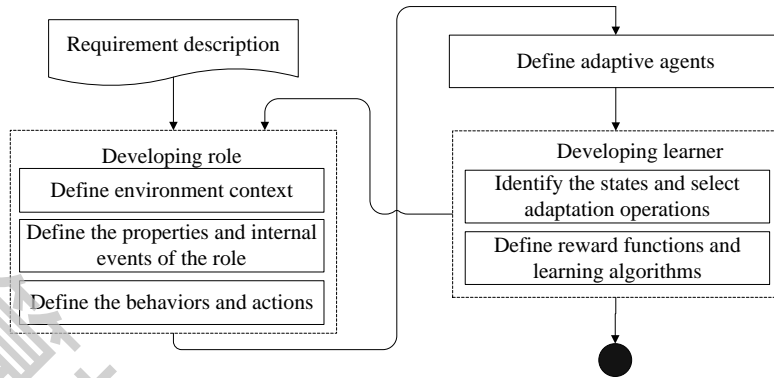 Requirement description
Developing role
Define environment context
Define the properties and internal
events of the role
Define the behaviors and actions
Define adaptive agents
Developing learner
Identify the states and select
adaptation operations
Define reward functions and
learning algorithms